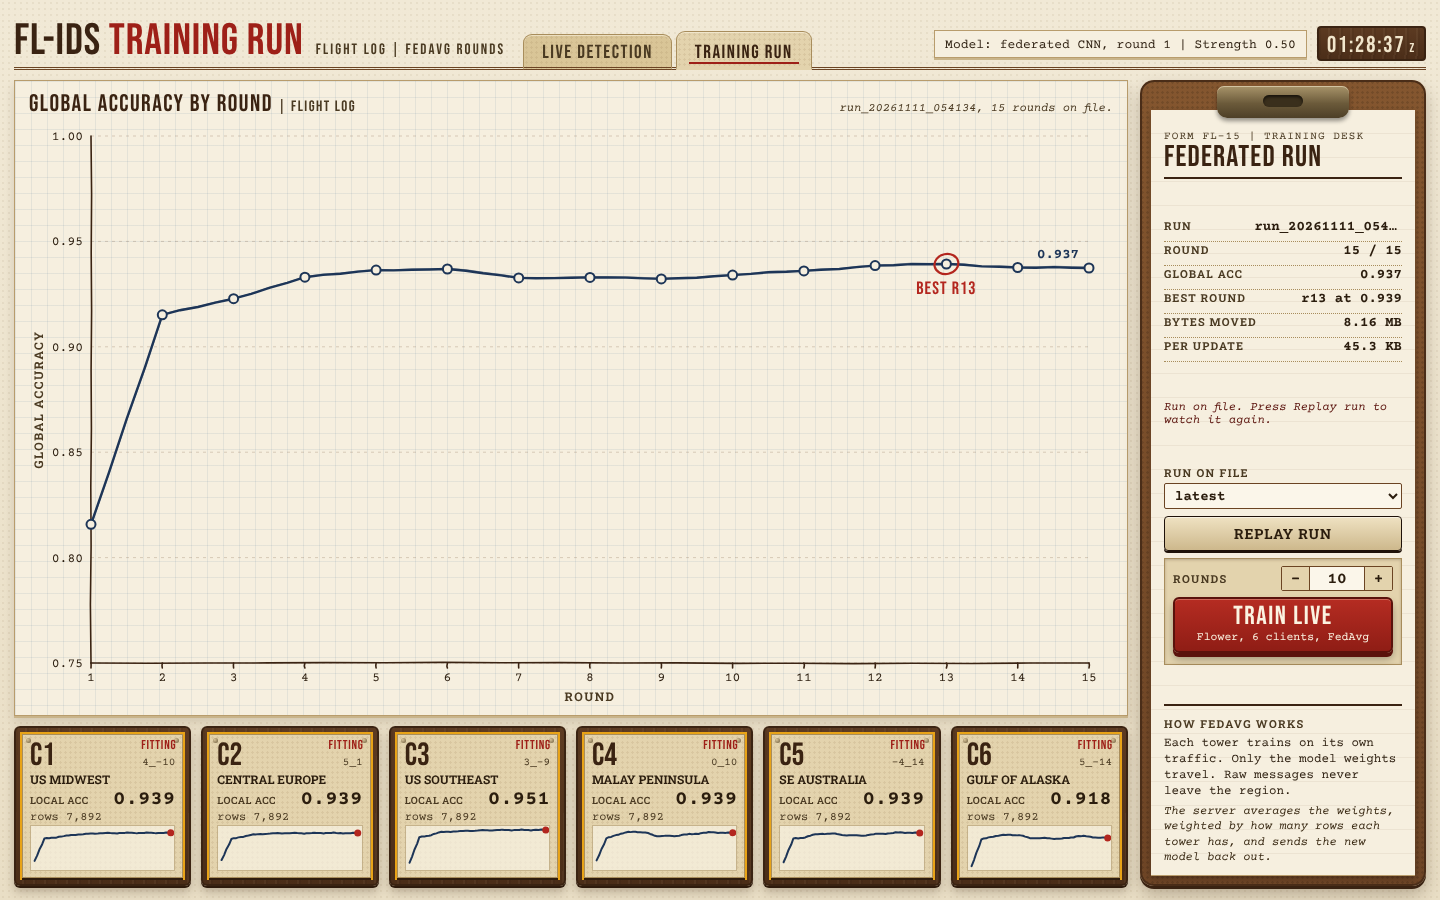 FL-IDS TRAINING RUN FLIGHT LOG | FEDAVG ROUNDS
LIVE DETECTION
TRAINING RUN
Model: federated CNN, round 1 | Strength 0.50
01:28:37 Z
GLOBAL ACCURACY BY ROUND | FLIGHT LOG
run_20261111_054134, 15 rounds on file.
1.00
0.95
0.90
0.85
0.80
0.75
GLOBAL ACCURACY
0.937
BEST R13
1 2 3 4 5 6 7 8 9 10 11 12 13 14 15
ROUND
C1
FITTING
4_-10
US MIDWEST
LOCAL ACC 0.939
rows 7,892
C2
FITTING
5_1
CENTRAL EUROPE
LOCAL ACC 0.939
rows 7,892
C3
FITTING
3_-9
US SOUTHEAST
LOCAL ACC 0.951
rows 7,892
C4
FITTING
0_10
MALAY PENINSULA
LOCAL ACC 0.939
rows 7,892
C5
FITTING
-4_14
SE AUSTRALIA
LOCAL ACC 0.939
rows 7,892
C6
FITTING
5_-14
GULF OF ALASKA
LOCAL ACC 0.918
rows 7,892
FORM FL-15 | TRAINING DESK
FEDERATED RUN
RUN run_20261111_054…
ROUND 15 / 15
GLOBAL ACC 0.937
BEST ROUND r13 at 0.939
BYTES MOVED 8.16 MB
PER UPDATE 45.3 KB
Run on file. Press Replay run to
watch it again.
RUN ON FILE
latest
REPLAY RUN
ROUNDS − 10 +
TRAIN LIVE
Flower, 6 clients, FedAvg
HOW FEDAVG WORKS
Each tower trains on its own
traffic. Only the model weights
travel. Raw messages never
leave the region.
The server averages the weights,
weighted by how many rows each
tower has, and sends the new
model back out.